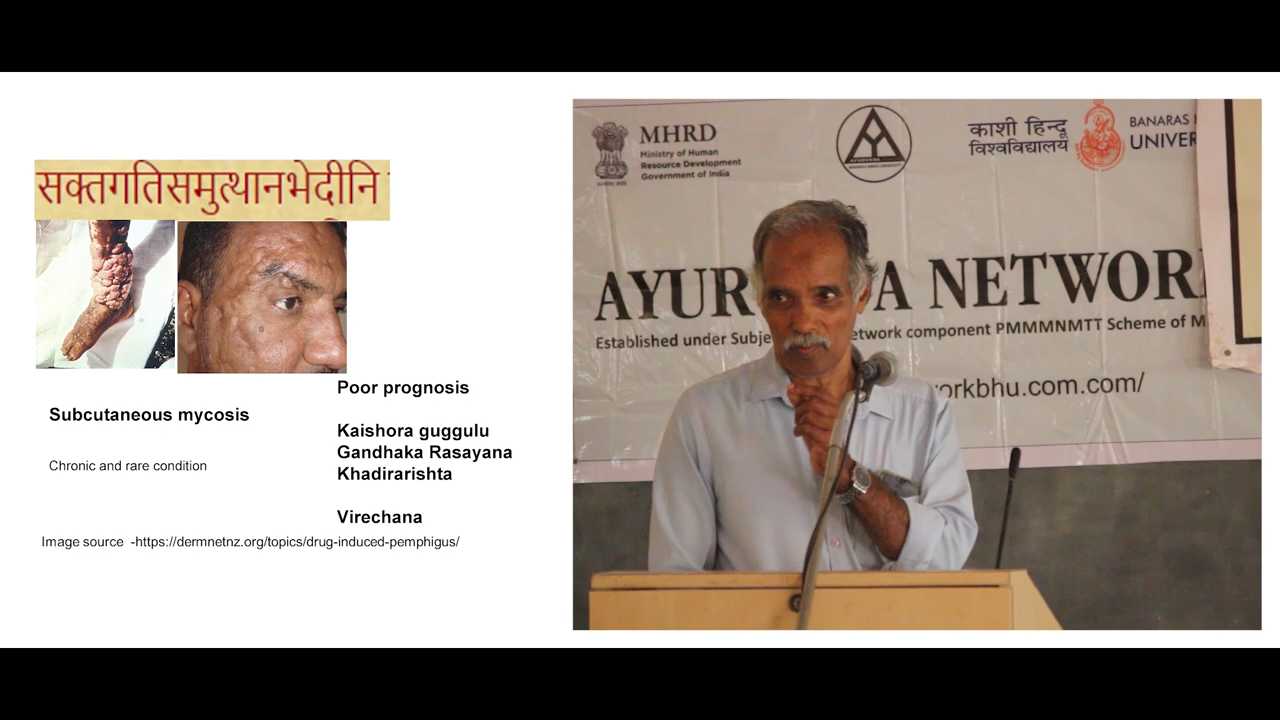 सक्तगतिसमुत्थानभेदीनि
Poor prognosis
Subcutaneous mycosis
Kaishora guggulu
Gandhaka Rasayana
Chronic and rare condition
Khadirarishta
Virechana
Image source -https://dermnetnz.org/topics/drug-induced-pemphigus/
MHRD
Ministry of Human
Resource Development
Government of India
काशी हिन्दू
विश्वविद्यालय
BANARAS
UNIVER
AYUR A NETWOR
Established under Subje etwork component PMMMNMTT Scheme of M
orkbhu.com.com/